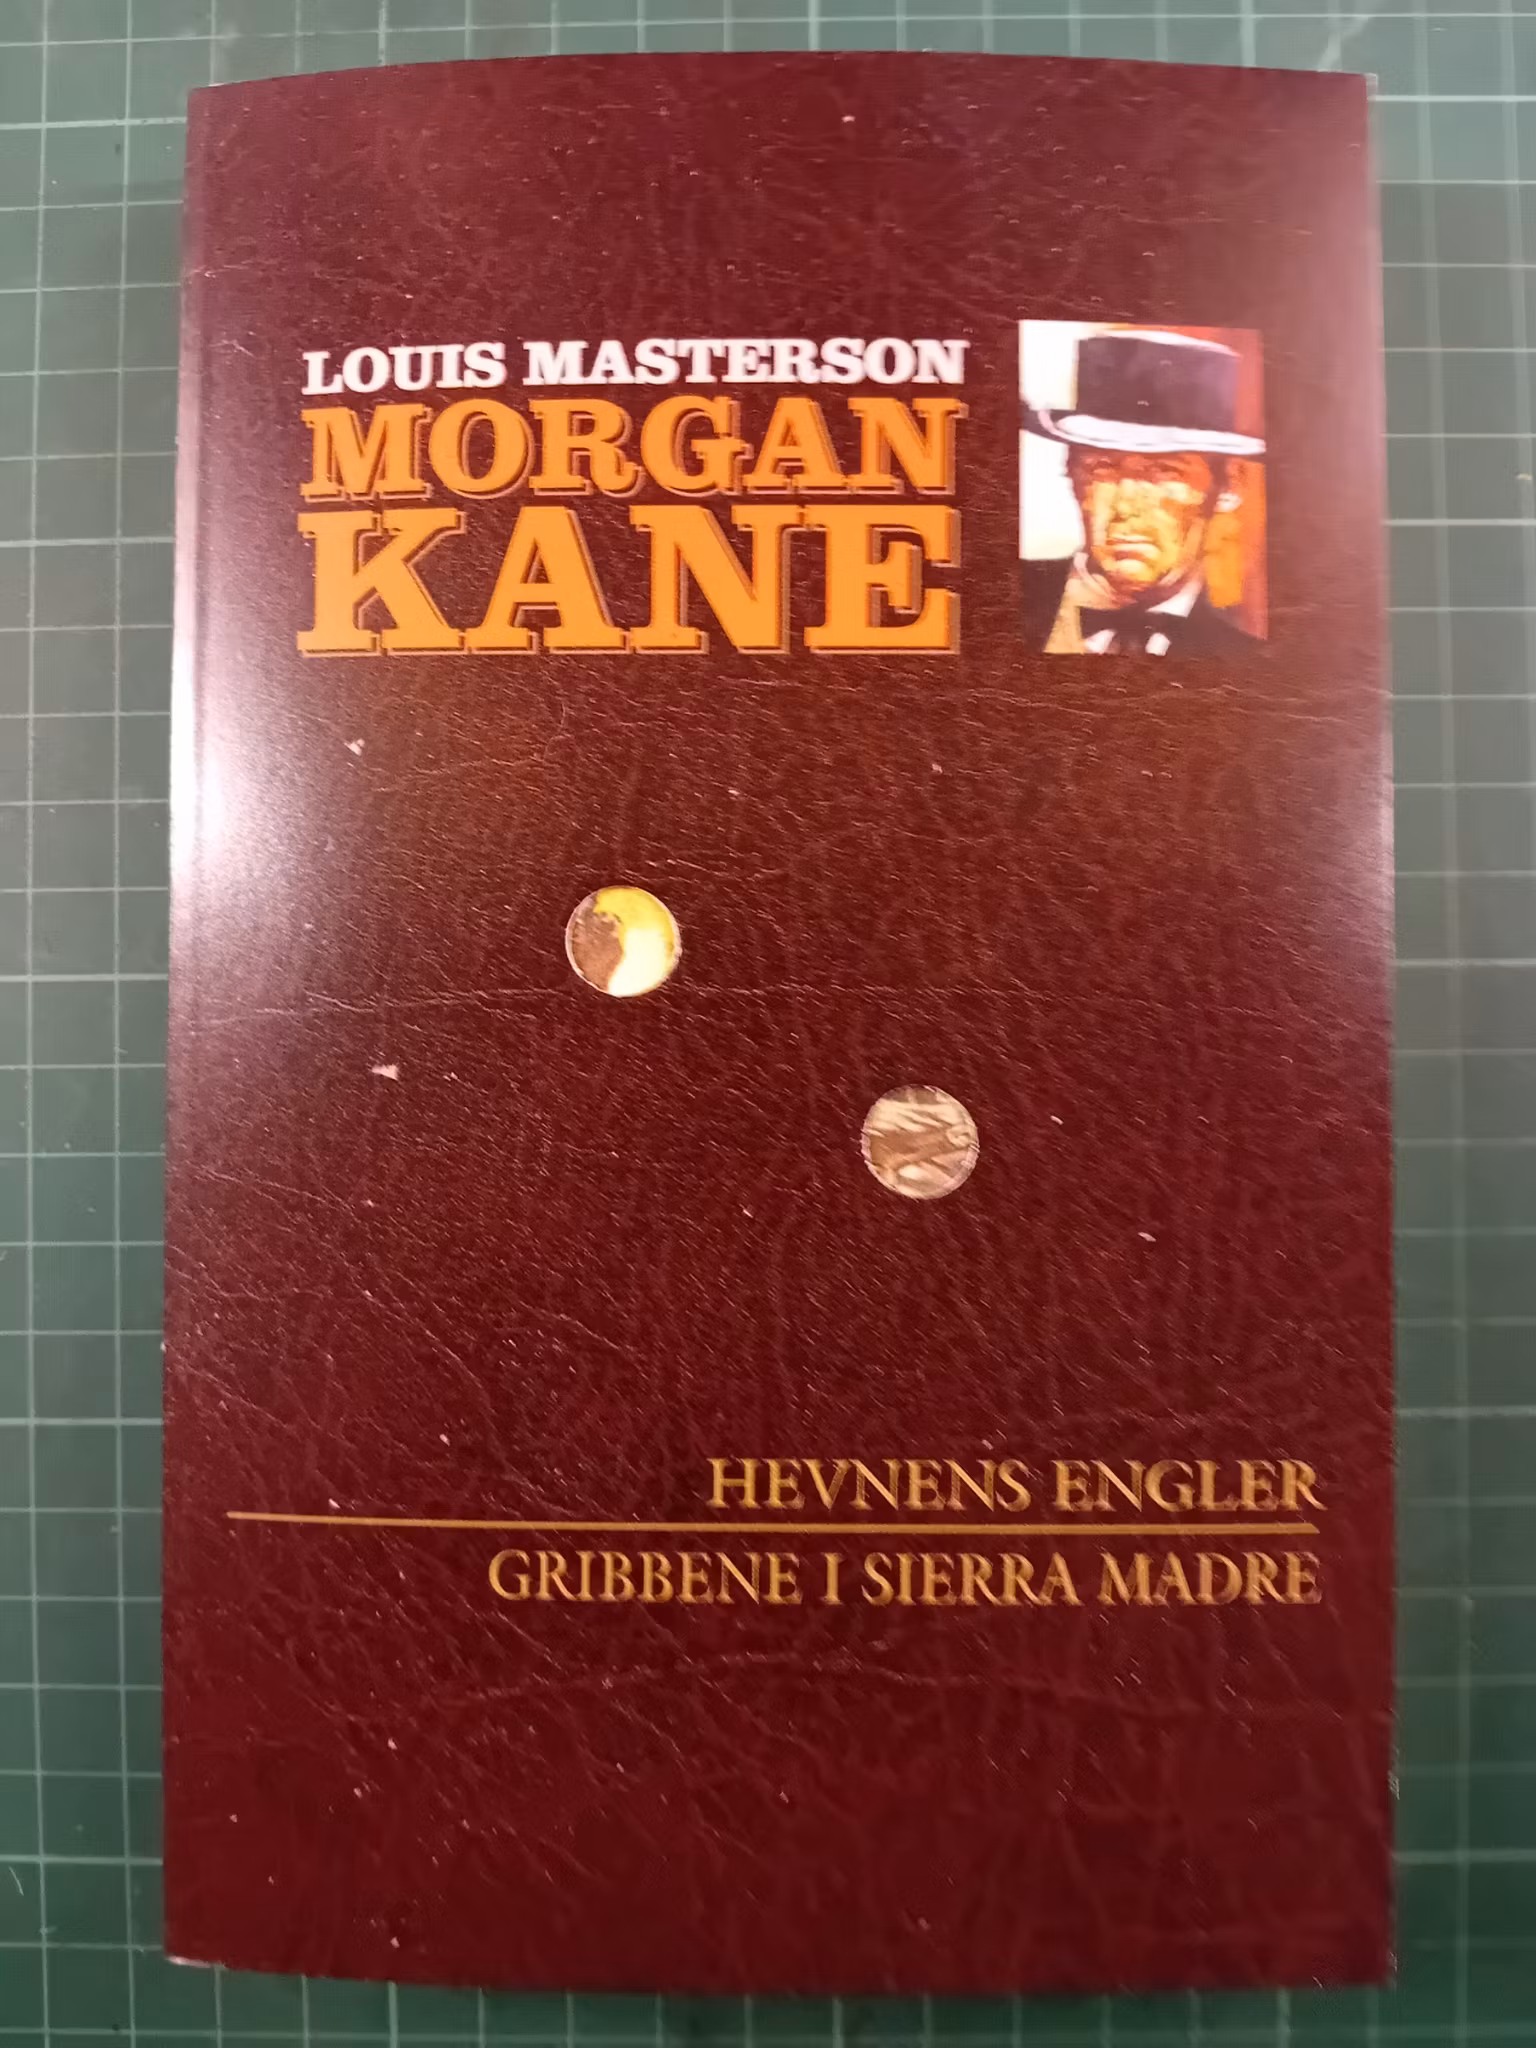 LOUIS MASTERSON
MORGAN
KANE
HEVNENS ENGLER
GRIBBENE I SIERRA MADRE